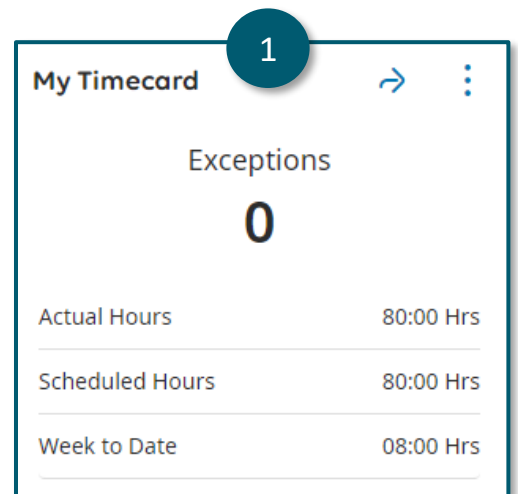 1
My Timecard
Exceptions
0
Actual Hours 80:00 Hrs
Scheduled Hours 80:00 Hrs
Week to Date 08:00 Hrs